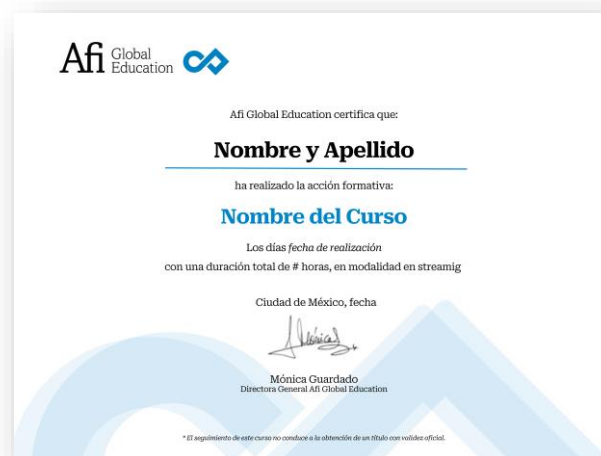 Afi Global
Education
Afi Global Education certifica que:
Nombre y Apellido
ha realizado la acción formativa:
Nombre del Curso
Los días fecha de realización
con una duración total de # horas, en modalidad en streamig
Ciudad de México, fecha
Mónica
Mónica Guardado
Directora General Afi Global Education
* El seguimiento de este curso no conduce a la obtención de un título con validez oficial.